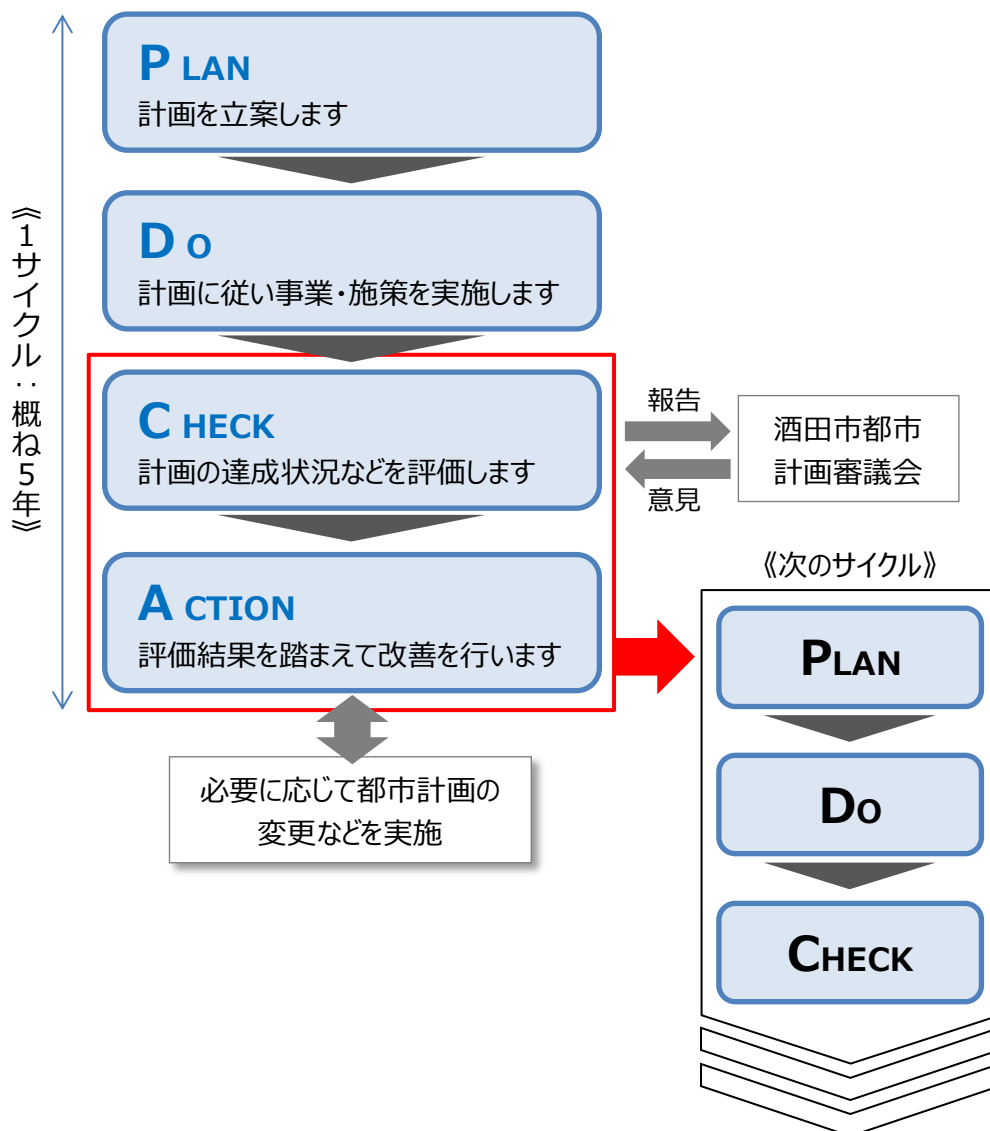 P LAN
計画を立案します
D O
計画に従い事業・施策を実施します
《1サイクル：概ね5年》
C HECK
計画の達成状況などを評価します
報告
意見
酒田市都市
計画審議会
A CTION
評価結果を踏まえて改善を行います
必要に応じて都市計画の
変更などを実施
《次のサイクル》
PLAN
DO
CHECK